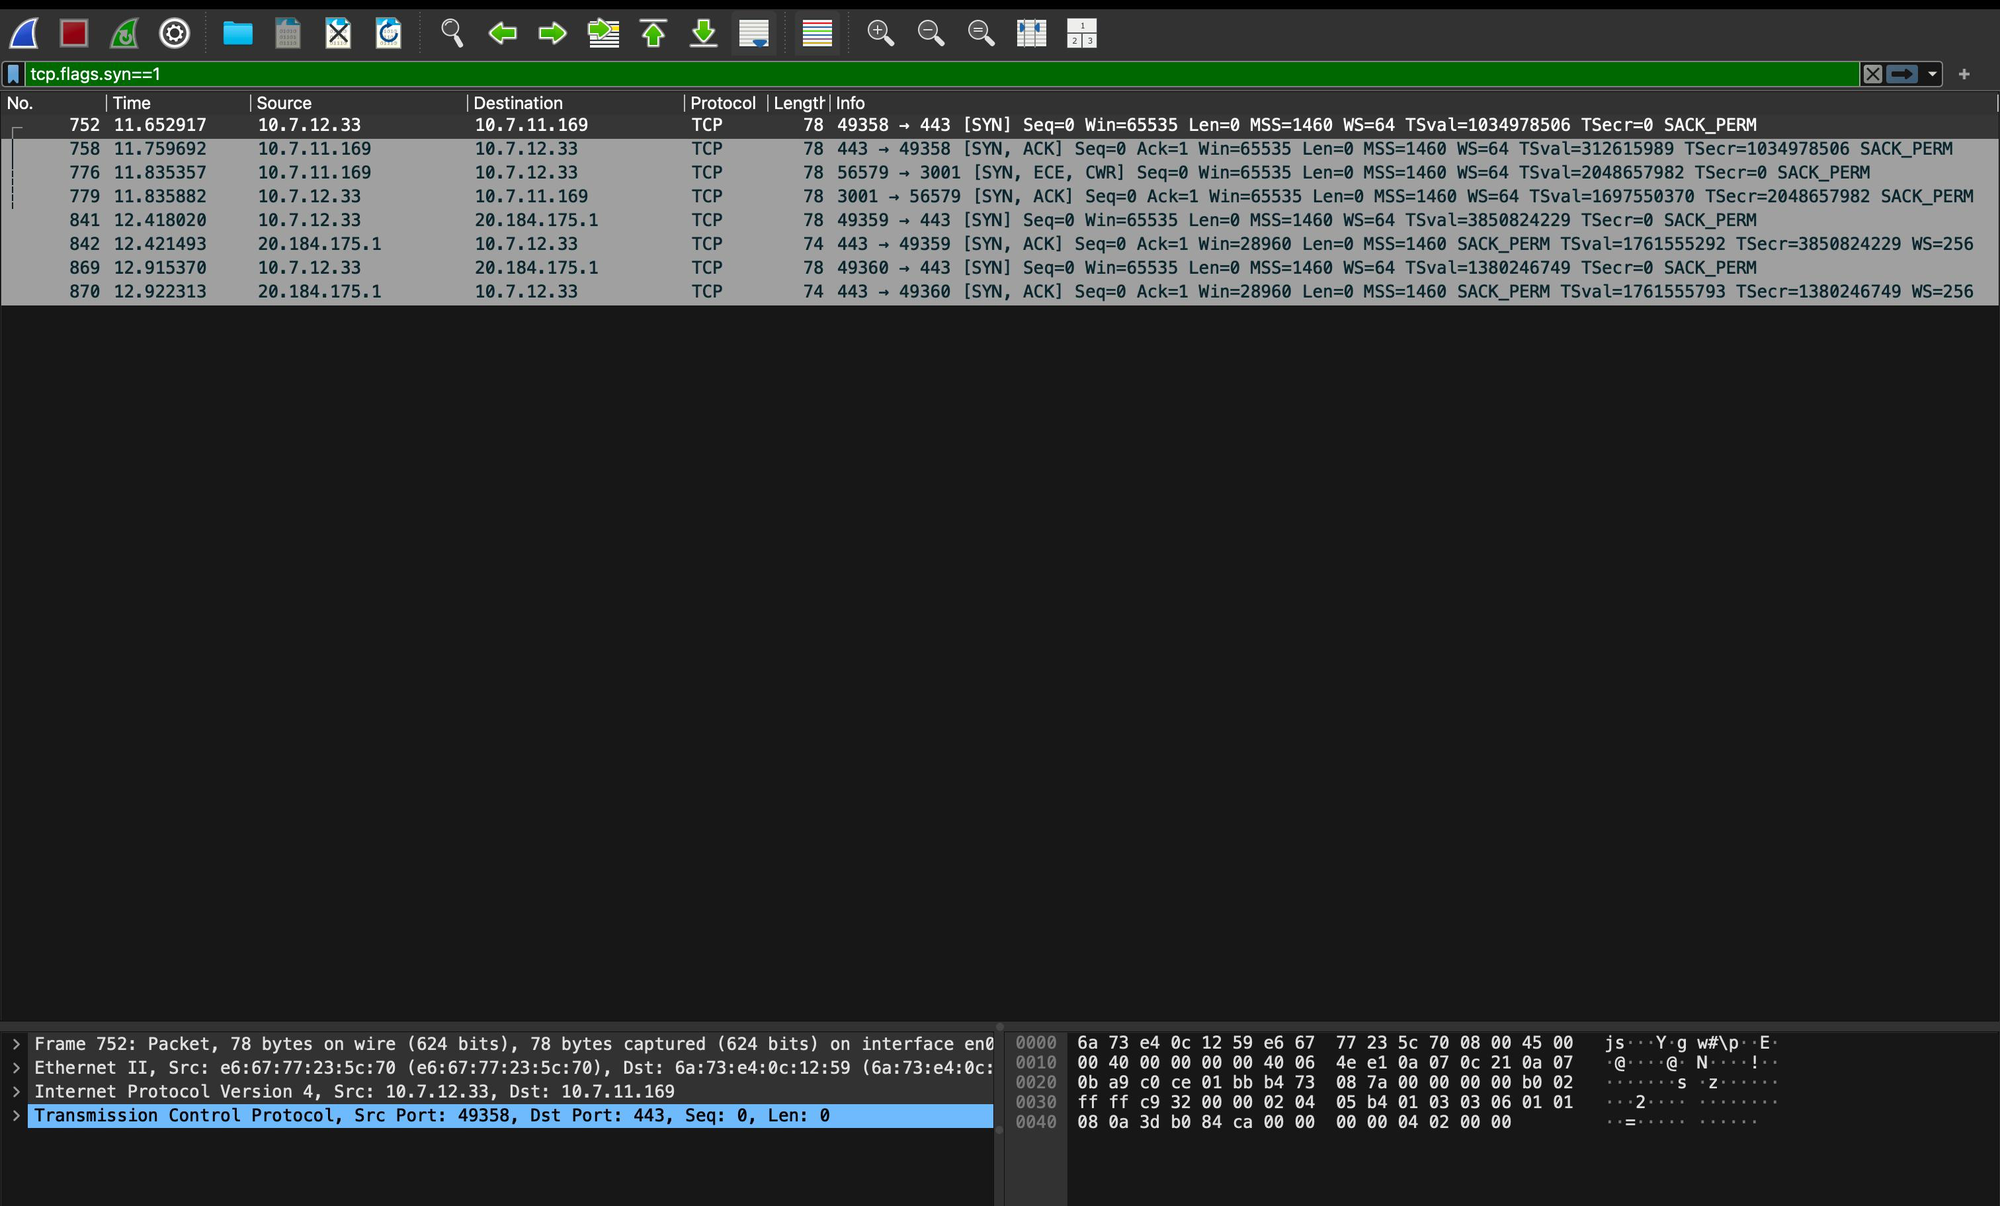 1
2 3
tcp.flags.syn==1
+
No. Time Source Destination Protocol Length Info
752 11.652917 10.7.12.33 10.7.11.169 TCP 78 49358 → 443 [SYN] Seq=0 Win=65535 Len=0 MSS=1460 WS=64 TSval=1034978506 TSecr=0 SACK_PERM
758 11.759692 10.7.11.169 10.7.12.33 TCP 78 443 → 49358 [SYN, ACK] Seq=0 Ack=1 Win=65535 Len=0 MSS=1460 WS=64 TSval=312615989 TSecr=1034978506 SACK_PERM
776 11.835357 10.7.11.169 10.7.12.33 TCP 78 56579 → 3001 [SYN, ECE, CWR] Seq=0 Win=65535 Len=0 MSS=1460 WS=64 TSval=2048657982 TSecr=0 SACK_PERM
779 11.835882 10.7.12.33 10.7.11.169 TCP 78 3001 → 56579 [SYN, ACK] Seq=0 Ack=1 Win=65535 Len=0 MSS=1460 WS=64 TSval=1697550370 TSecr=2048657982 SACK_PERM
841 12.418020 10.7.12.33 20.184.175.1 TCP 78 49359 → 443 [SYN] Seq=0 Win=65535 Len=0 MSS=1460 WS=64 TSval=3850824229 TSecr=0 SACK_PERM
842 12.421493 20.184.175.1 10.7.12.33 TCP 74 443 → 49359 [SYN, ACK] Seq=0 Ack=1 Win=28960 Len=0 MSS=1460 SACK_PERM TSval=1761555292 TSecr=3850824229 WS=256
869 12.915370 10.7.12.33 20.184.175.1 TCP 78 49360 → 443 [SYN] Seq=0 Win=65535 Len=0 MSS=1460 WS=64 TSval=1380246749 TSecr=0 SACK_PERM
870 12.922313 20.184.175.1 10.7.12.33 TCP 74 443 → 49360 [SYN, ACK] Seq=0 Ack=1 Win=28960 Len=0 MSS=1460 SACK_PERM TSval=1761555793 TSecr=1380246749 WS=256
Frame 752: Packet, 78 bytes on wire (624 bits), 78 bytes captured (624 bits) on interface en0
Ethernet II, Src: e6:67:77:23:5c:70 (e6:67:77:23:5c:70), Dst: 6a:73:e4:0c:12:59 (6a:73:e4:0c:
Internet Protocol Version 4, Src: 10.7.12.33, Dst: 10.7.11.169
Transmission Control Protocol, Src Port: 49358, Dst Port: 443, Seq: 0, Len: 0
0000 6a 73 e4 0c 12 59 e6 67 77 23 5c 70 08 00 45 00 js···Y·g w#\p··E·
0010 00 40 00 00 00 00 40 06 4e e1 0a 07 0c 21 0a 07 ·@····@· N····!··
0020 0b a9 c0 ce 01 bb b4 73 08 7a 00 00 00 00 b0 02 ·······s ·z······
0030 ff ff c9 32 00 00 02 04 05 b4 01 03 03 06 01 01 ···2···· ········
0040 08 0a 3d b0 84 ca 00 00 00 00 04 02 00 00 ··=····· ······